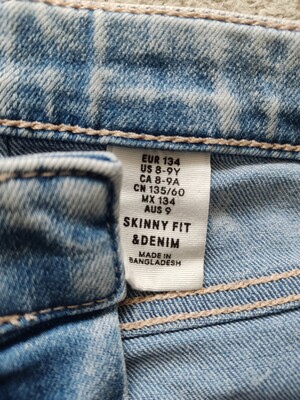 EUR 134
US 8-9Y
CA 8-9A
CN 135/60
MX 134
AUS 9
SKINNY FIT
&DENIM
MADE IN
BANGLADESH